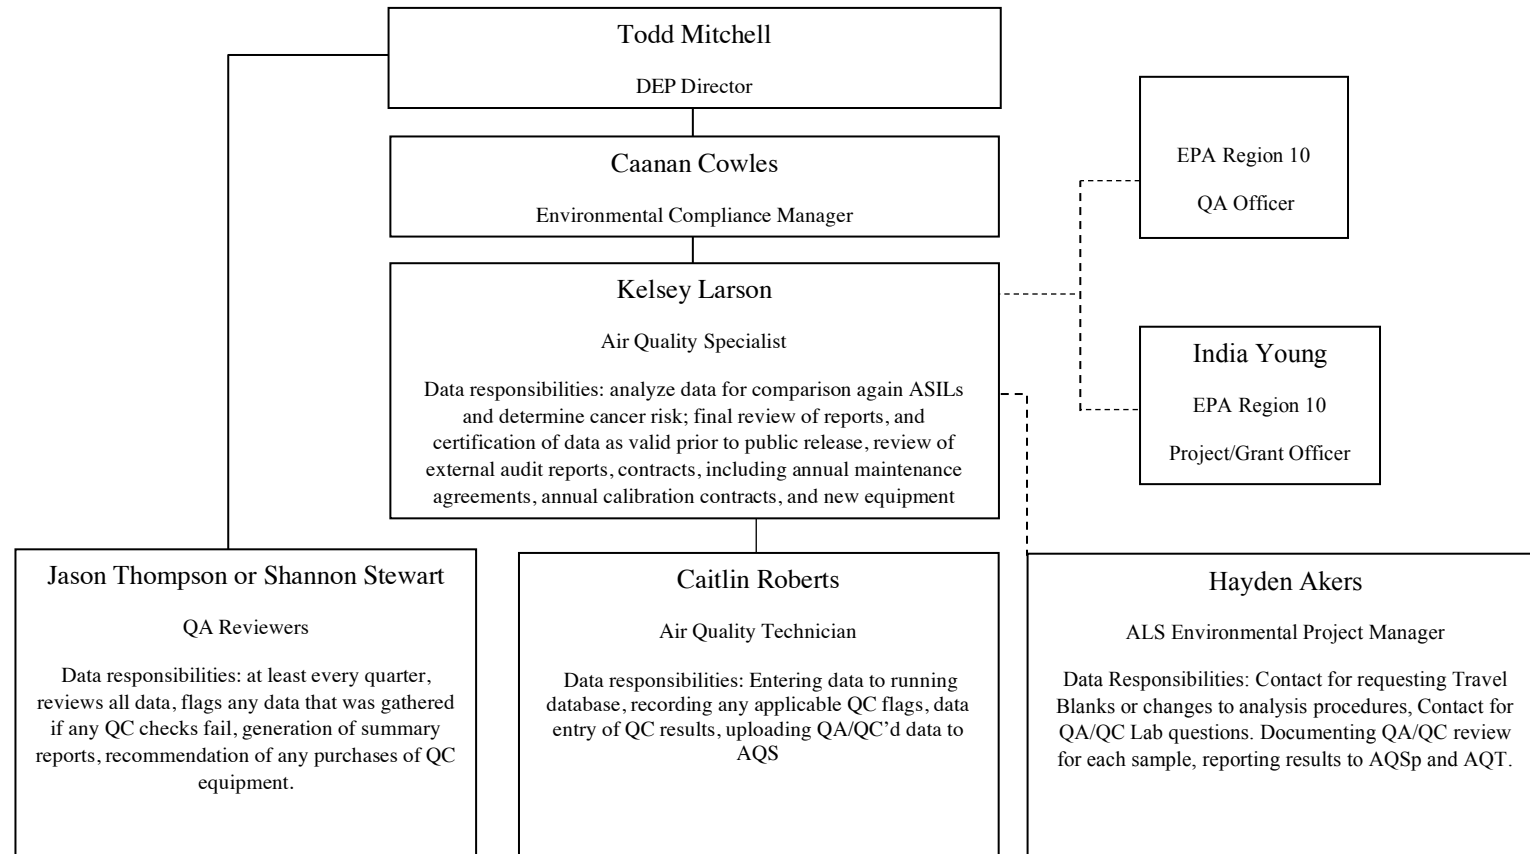 Todd Mitchell
DEP Director
Caanan Cowles
Environmental Compliance Manager
EPA Region 10
QA Officer
Kelsey Larson
Air Quality Specialist
Data responsibilities: analyze data for comparison again ASILs
and determine cancer risk; final review of reports, and
certification of data as valid prior to public release, review of
external audit reports, contracts, including annual maintenance
agreements, annual calibration contracts, and new equipment
India Young
EPA Region 10
Project/Grant Officer
Jason Thompson or Shannon Stewart
QA Reviewers
Data responsibilities: at least every quarter,
reviews all data, flags any data that was gathered
if any QC checks fail, generation of summary
reports, recommendation of any purchases of QC
equipment.
Caitlin Roberts
Air Quality Technician
Data responsibilities: Entering data to running
database, recording any applicable QC flags, data
entry of QC results, uploading QA/QC’d data to
AQS
Hayden Akers
ALS Environmental Project Manager
Data Responsibilities: Contact for requesting Travel
Blanks or changes to analysis procedures, Contact for
QA/QC Lab questions. Documenting QA/QC review
for each sample, reporting results to AQSp and AQT.